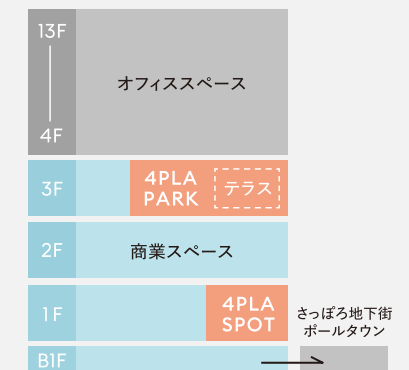 13F
オフィススペース
4F
3F
4PLA
PARK
テラス
2F
商業スペース
1F
4PLA
SPOT
さっぽろ地下街
ポールタウン
B1F